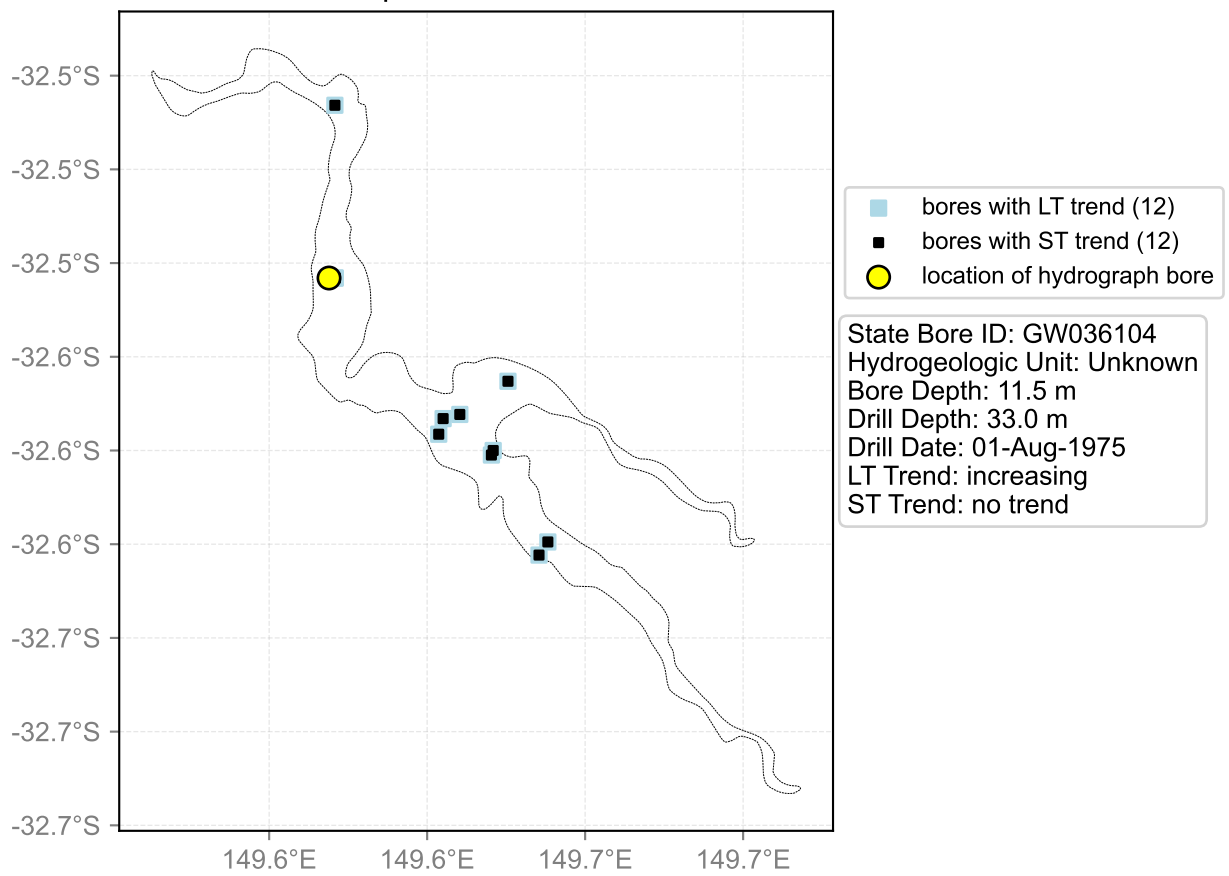 -32.5°S
-32.5°S
-32.5°S
-32.6°S
-32.6°S
-32.6°S
-32.7°S
-32.7°S
-32.7°S
149.6°E 149.6°E 149.7°E 149.7°E
bores with LT trend (12)
bores with ST trend (12)
location of hydrograph bore
State Bore ID: GW036104
Hydrogeologic Unit: Unknown
Bore Depth: 11.5 m
Drill Depth: 33.0 m
Drill Date: 01-Aug-1975
LT Trend: increasing
ST Trend: no trend